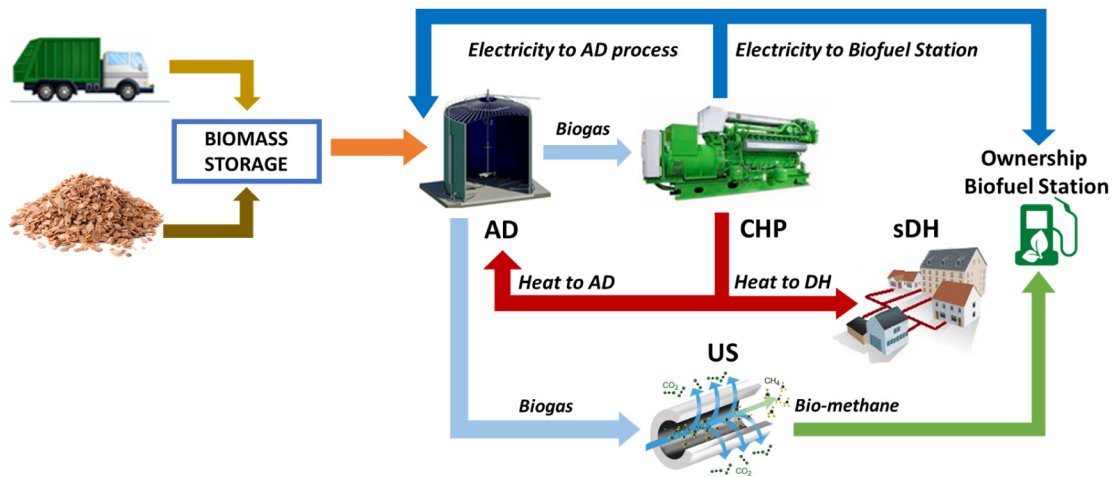 Electricity to AD process
Electricity to Biofuel Station
BIOMASS
STORAGE
Biogas
Ownership
Biofuel Station
AD
CHP
sDH
Heat to AD
Heat to DH
US
CO2
CH4
Biogas
Bio-methane
CO2